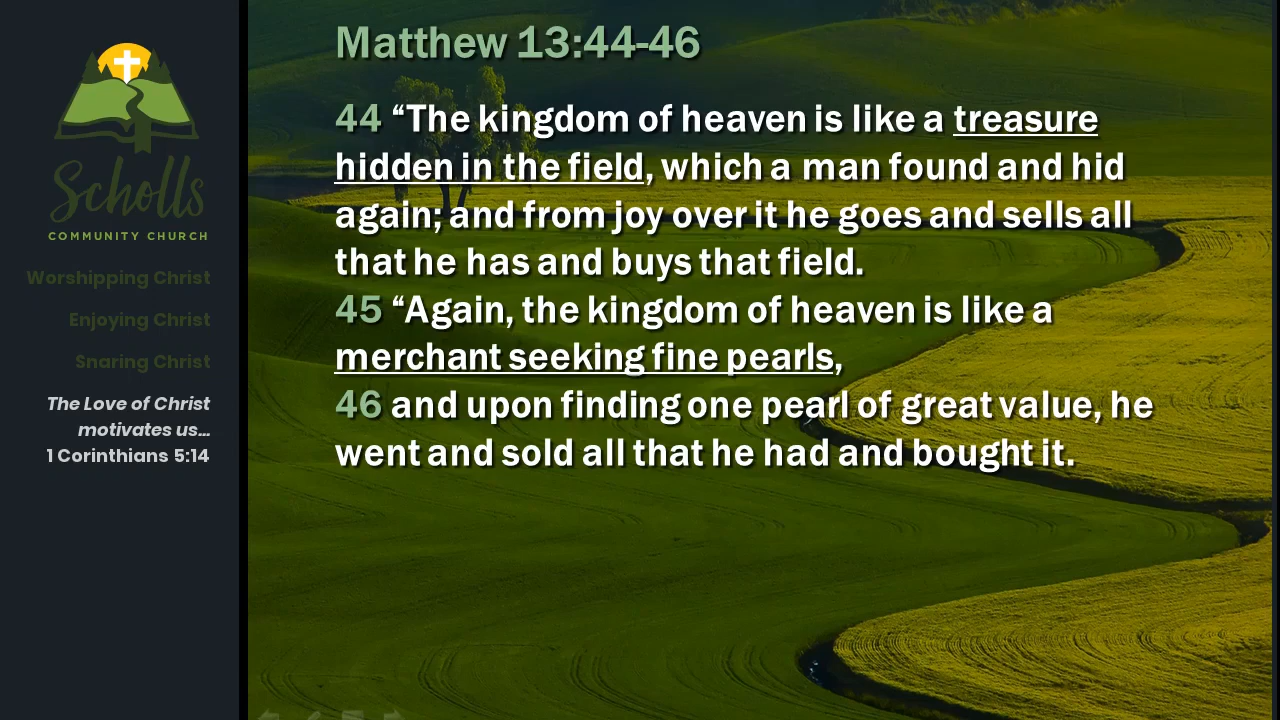 Scholls
COMMUNITY CHURCH
Worshipping Christ
Enjoying Christ
Snaring Christ
The Love of Christ
motivates us...
1 Corinthians 5:14
Matthew 13:44-46
44 “The kingdom of heaven is like a treasure
hidden in the field, which a man found and hid
again; and from joy over it he goes and sells all
that he has and buys that field.
45 “Again, the kingdom of heaven is like a
merchant seeking fine pearls,
46 and upon finding one pearl of great value, he
went and sold all that he had and bought it.